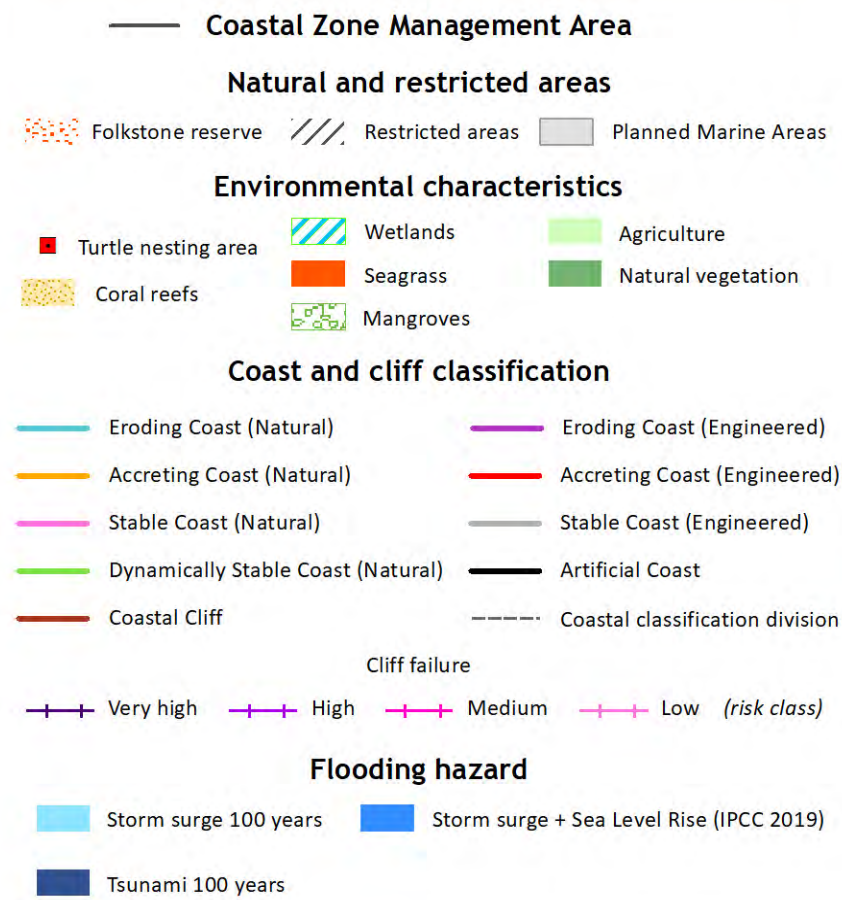 Coastal Zone Management Area
Natural and restricted areas
Folkstone reserve Restricted areas Planned Marine Areas
Environmental characteristics
Turtle nesting area Wetlands Agriculture
Coral reefs Seagrass Natural vegetation
Mangroves
Coast and cliff classification
Eroding Coast (Natural) Eroding Coast (Engineered)
Accreting Coast (Natural) Accreting Coast (Engineered)
Stable Coast (Natural) Stable Coast (Engineered)
Dynamically Stable Coast (Natural) Artificial Coast
Coastal Cliff Coastal classification division
Cliff failure
Very high High Medium Low (risk class)
Flooding hazard
Storm surge 100 years Storm surge + Sea Level Rise (IPCC 2019)
Tsunami 100 years